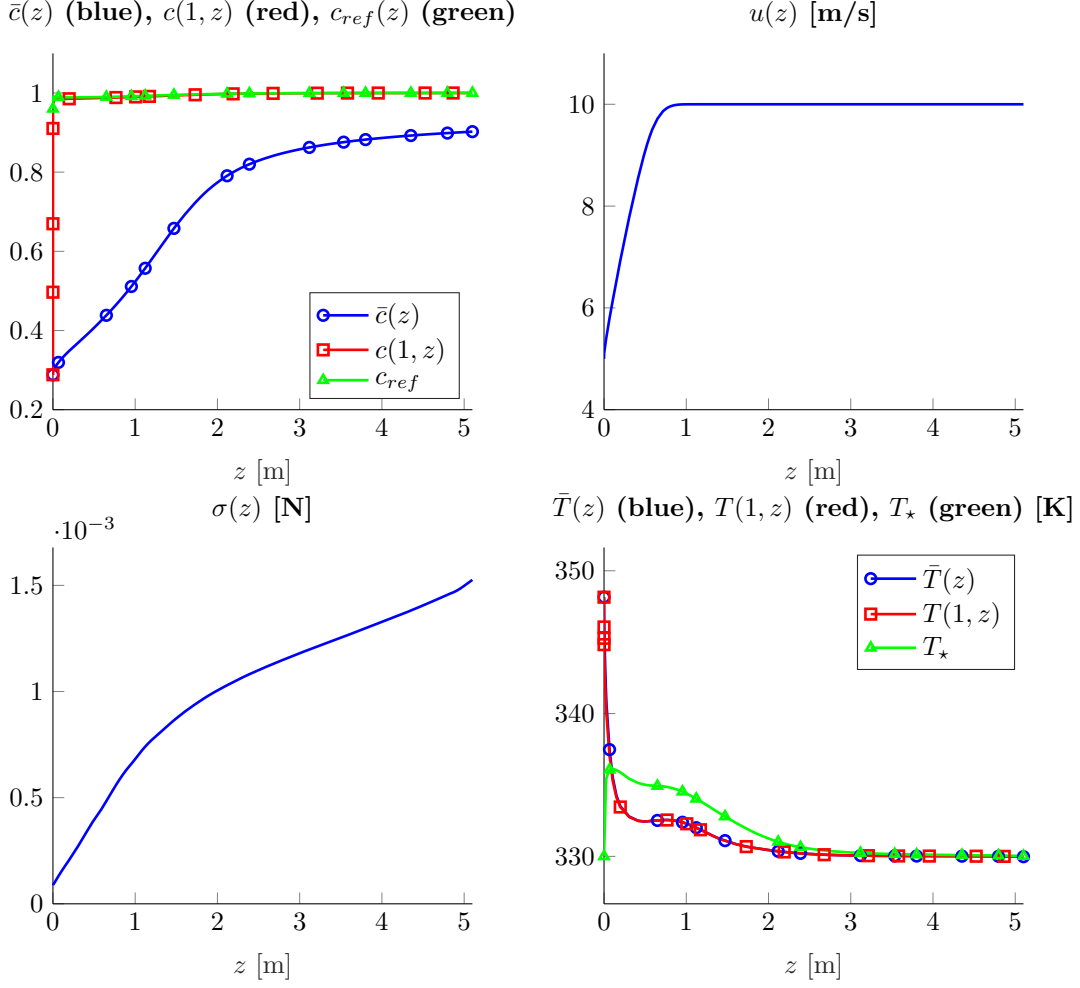 c̄(z) (blue), c(1, z) (red), c_ref(z) (green)
1
0.8
0.6
0.4
0.2
0 1 2 3 4 5
z [m]
c̄(z)
c(1, z)
c_ref
u(z) [m/s]
10
8
6
4
0 1 2 3 4 5
z [m]
σ(z) [N]
·10⁻³
1.5
1
0.5
0
0 1 2 3 4 5
z [m]
T̄(z) (blue), T(1, z) (red), T⋆ (green) [K]
350
340
330
0 1 2 3 4 5
z [m]
T̄(z)
T(1, z)
T⋆